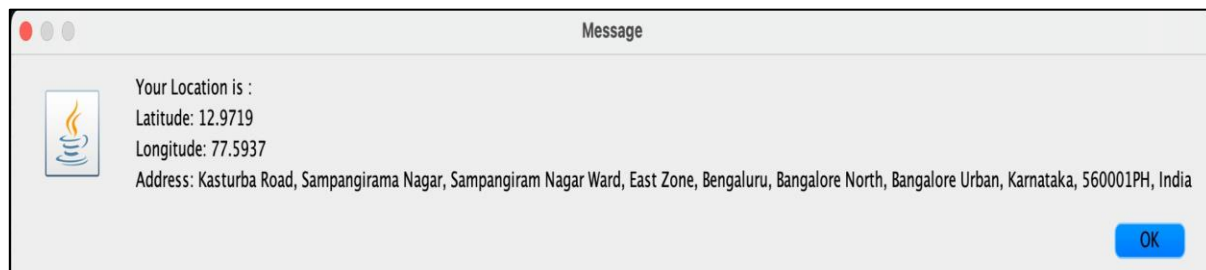 Message
Your Location is :
Latitude: 12.9719
Longitude: 77.5937
Address: Kasturba Road, Sampangirama Nagar, Sampangiram Nagar Ward, East Zone, Bengaluru, Bangalore North, Bangalore Urban, Karnataka, 560001PH, India
OK